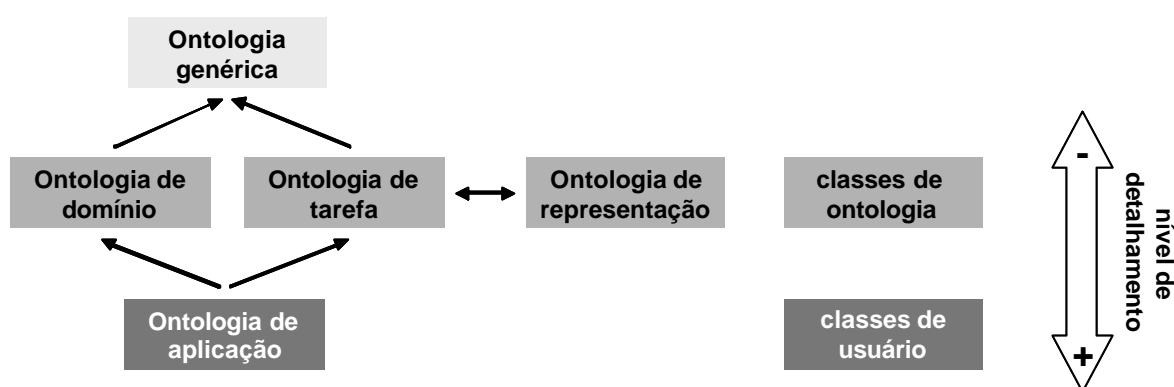 Ontologia
genérica
Ontologia de
domínio
Ontologia de
tarefa
Ontologia de
representação
classes de
ontologia
-
nível de
detalhamento
Ontologia de
aplicação
classes de
usuário
+